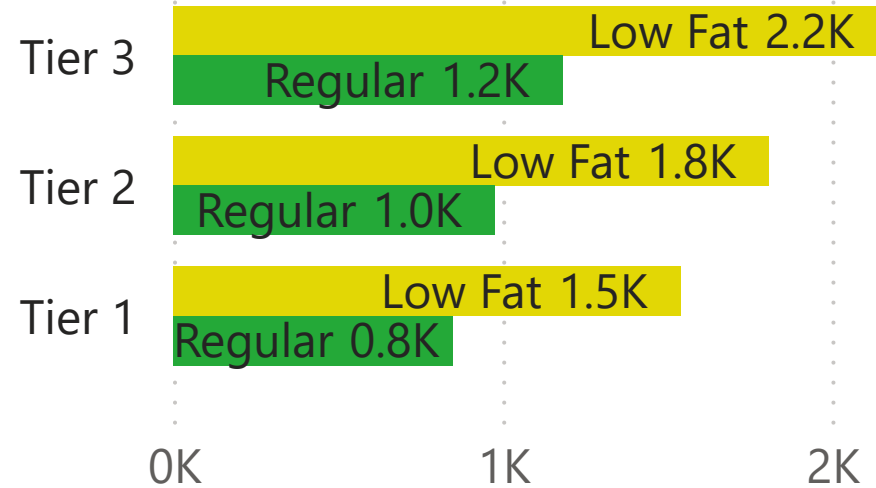 Low Fat 2.2K
Tier 3
Regular 1.2K
Low Fat 1.8K
Tier 2
Regular 1.0K
Low Fat 1.5K
Tier 1
Regular 0.8K
0K 1K 2K